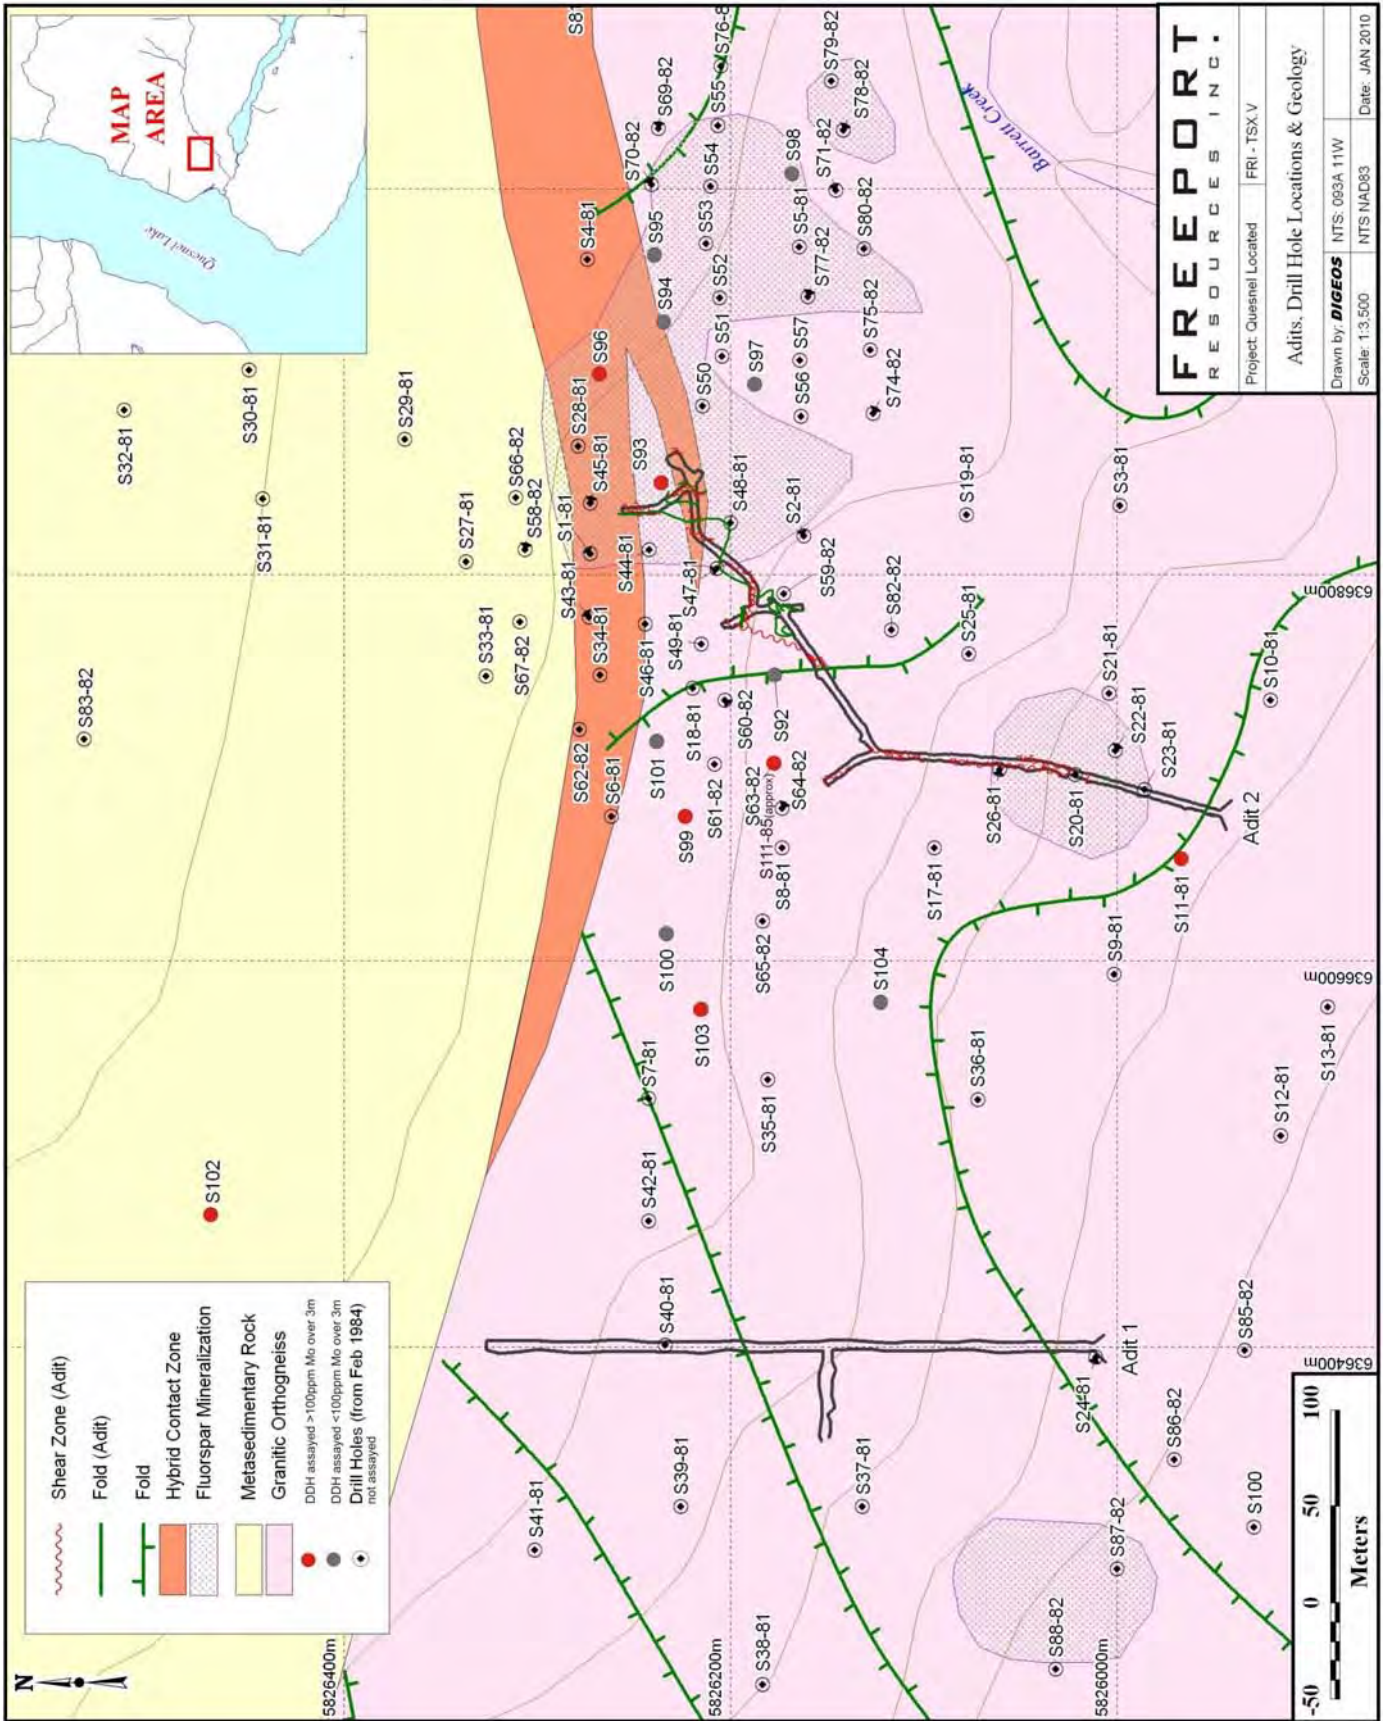 N
Shear Zone (Adit)
Fold (Adit)
Fold
Hybrid Contact Zone
Fluorspar Mineralization
Metasedimentary Rock
Granitic Orthogneiss
DDH assayed >100ppm Mo over 3m
DDH assayed <100ppm Mo over 3m
Drill Holes (from Feb 1984)
not assayed
MAP
AREA
Quesnel Lake
S102
S83-82
S32-81
S31-81
S30-81
S29-81
S33-81
S27-81
S67-82
S66-82
S58-82
5826400m
S41-81
S42-81
S7-81
S62-82
S6-81
S34-81
S43-81
S1-81
S45-81
S28-81
S96
S4-81
S70-82
S69-82
S40-81
S39-81
S103
S100
S99
S101
S46-81
S44-81
S93
S94
S95
S18-81
S49-81
S47-81
S48-81
S50
S51
S52
S53
S54
S55
S61-82
S60-82
5826200m
S38-81
S35-81
S65-82
S8-81
S111-85(approx)
S63-82
S64-82
S92
S59-82
S2-81
S97
S56
S57
S77-82
S5-81
S98
S71-82
S78-82
S79-82
S37-81
S104
S82-82
S74-82
S75-82
S80-82
S36-81
S17-81
S26-81
S25-81
S19-81
Barrett Creek
S88-82
S87-82
5826000m
S24-81
Adit 1
S9-81
S20-81
S21-81
S22-81
S23-81
S3-81
S86-82
S11-81
Adit 2
S100
S85-82
S12-81
S13-81
S10-81
636400m
636600m
636800m
-50 0 50 100
Meters
FREEPORT
RESOURCES INC.
Project: Quesnel Located FRI - TSX.V
Adits, Drill Hole Locations & Geology
Drawn by: DIGEOS NTS: 093A 11W
Scale: 1:3,500 NTS NAD83 Date: JAN 2010